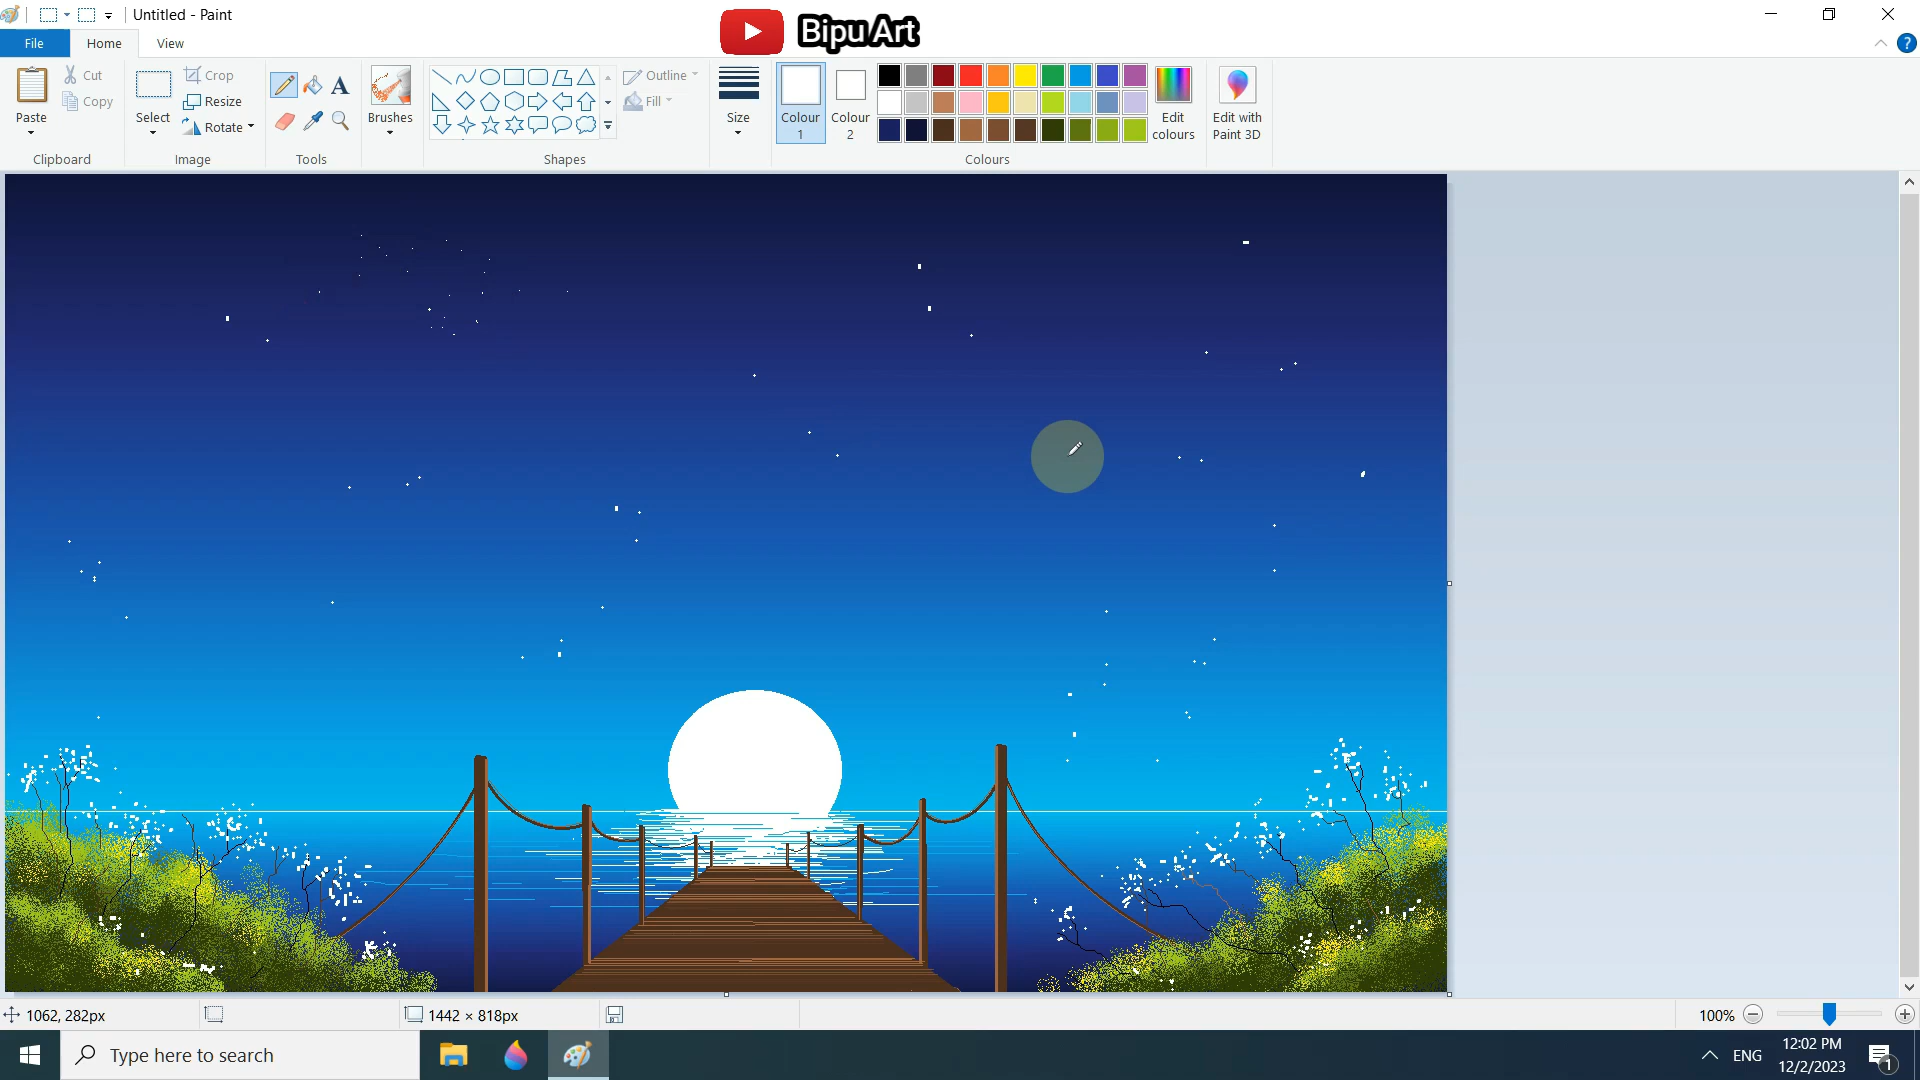 Untitled - Paint
Bipu Art
File
Home
View
Paste
Cut
Copy
Clipboard
Select
Crop
Resize
Rotate
Image
Tools
Brushes
Shapes
Outline
Fill
Size
Colour
1
Colour
2
Edit
colours
Colours
Edit with
Paint 3D
1062, 282px
1442 × 818px
100%
Type here to search
ENG
12:02 PM
12/2/2023
1